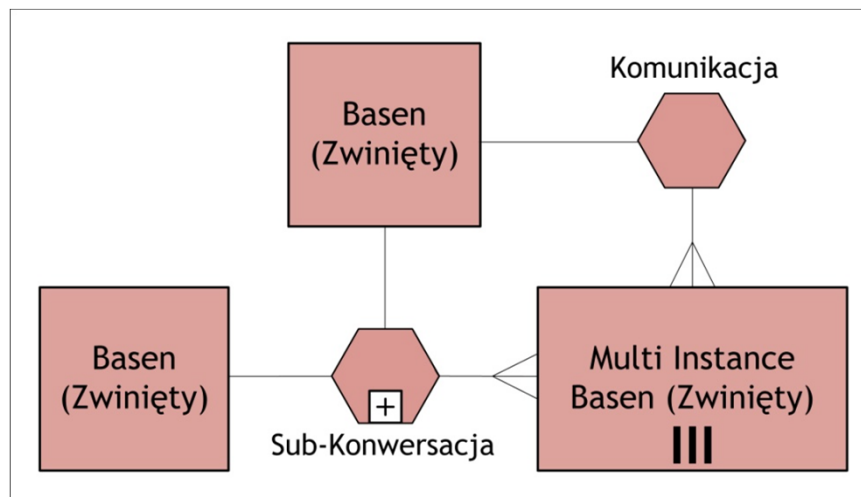 Komunikacja
Basen
(Zwinięty)
Basen
(Zwinięty)
Multi Instance
Basen (Zwinięty)
Sub-Konwersacja